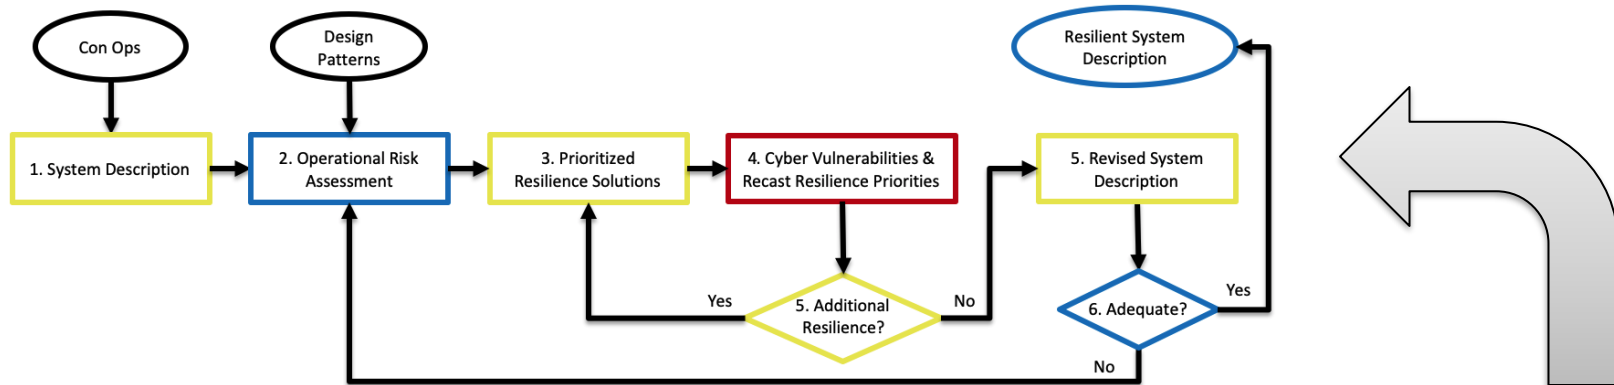 Con Ops
Design
Patterns
Resilient System
Description
1. System Description
2. Operational Risk
Assessment
3. Prioritized
Resilience Solutions
4. Cyber Vulnerabilities &
Recast Resilience Priorities
5. Revised System
Description
Yes
5. Additional
Resilience?
No
6. Adequate?
Yes
No